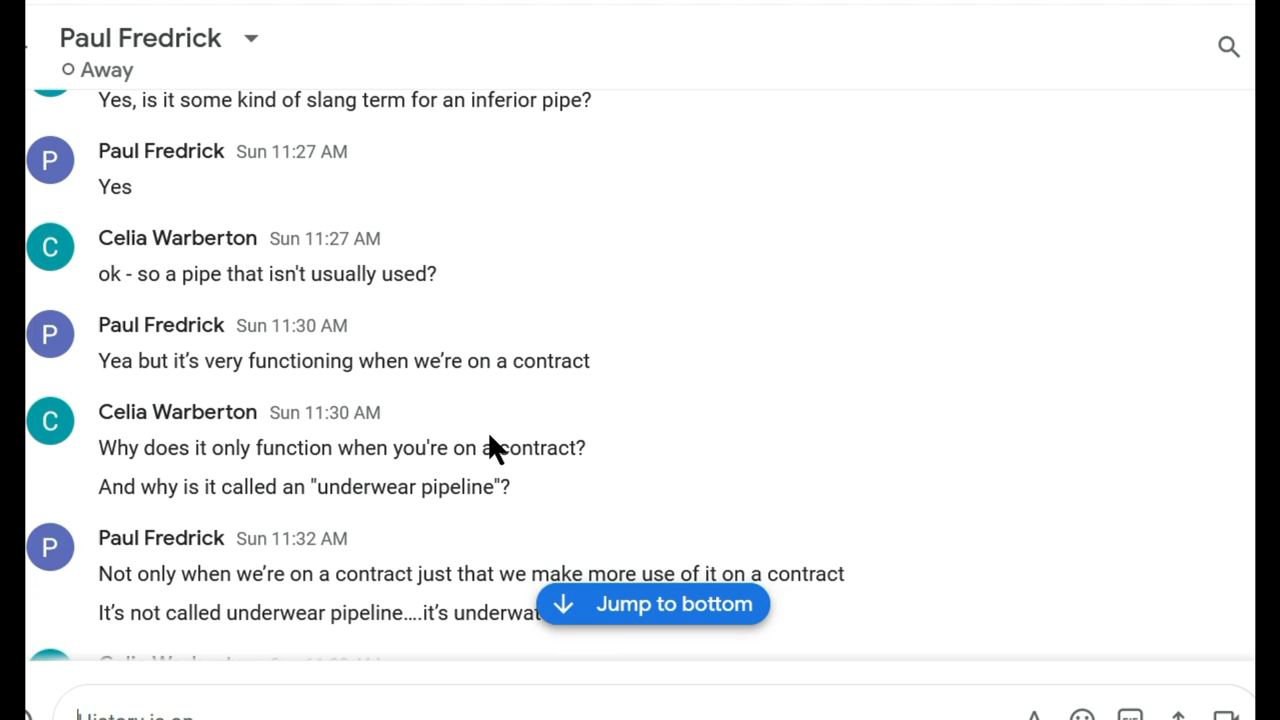 Paul Fredrick
Away
Yes, is it some kind of slang term for an inferior pipe?
P
Paul Fredrick Sun 11:27 AM
Yes
C
Celia Warberton Sun 11:27 AM
ok - so a pipe that isn't usually used?
P
Paul Fredrick Sun 11:30 AM
Yea but it’s very functioning when we’re on a contract
C
Celia Warberton Sun 11:30 AM
Why does it only function when you're on a contract?
And why is it called an "underwear pipeline"?
P
Paul Fredrick Sun 11:32 AM
Not only when we’re on a contract just that we make more use of it on a contract
It’s not called underwear pipeline....it’s
Jump to bottom
History is on